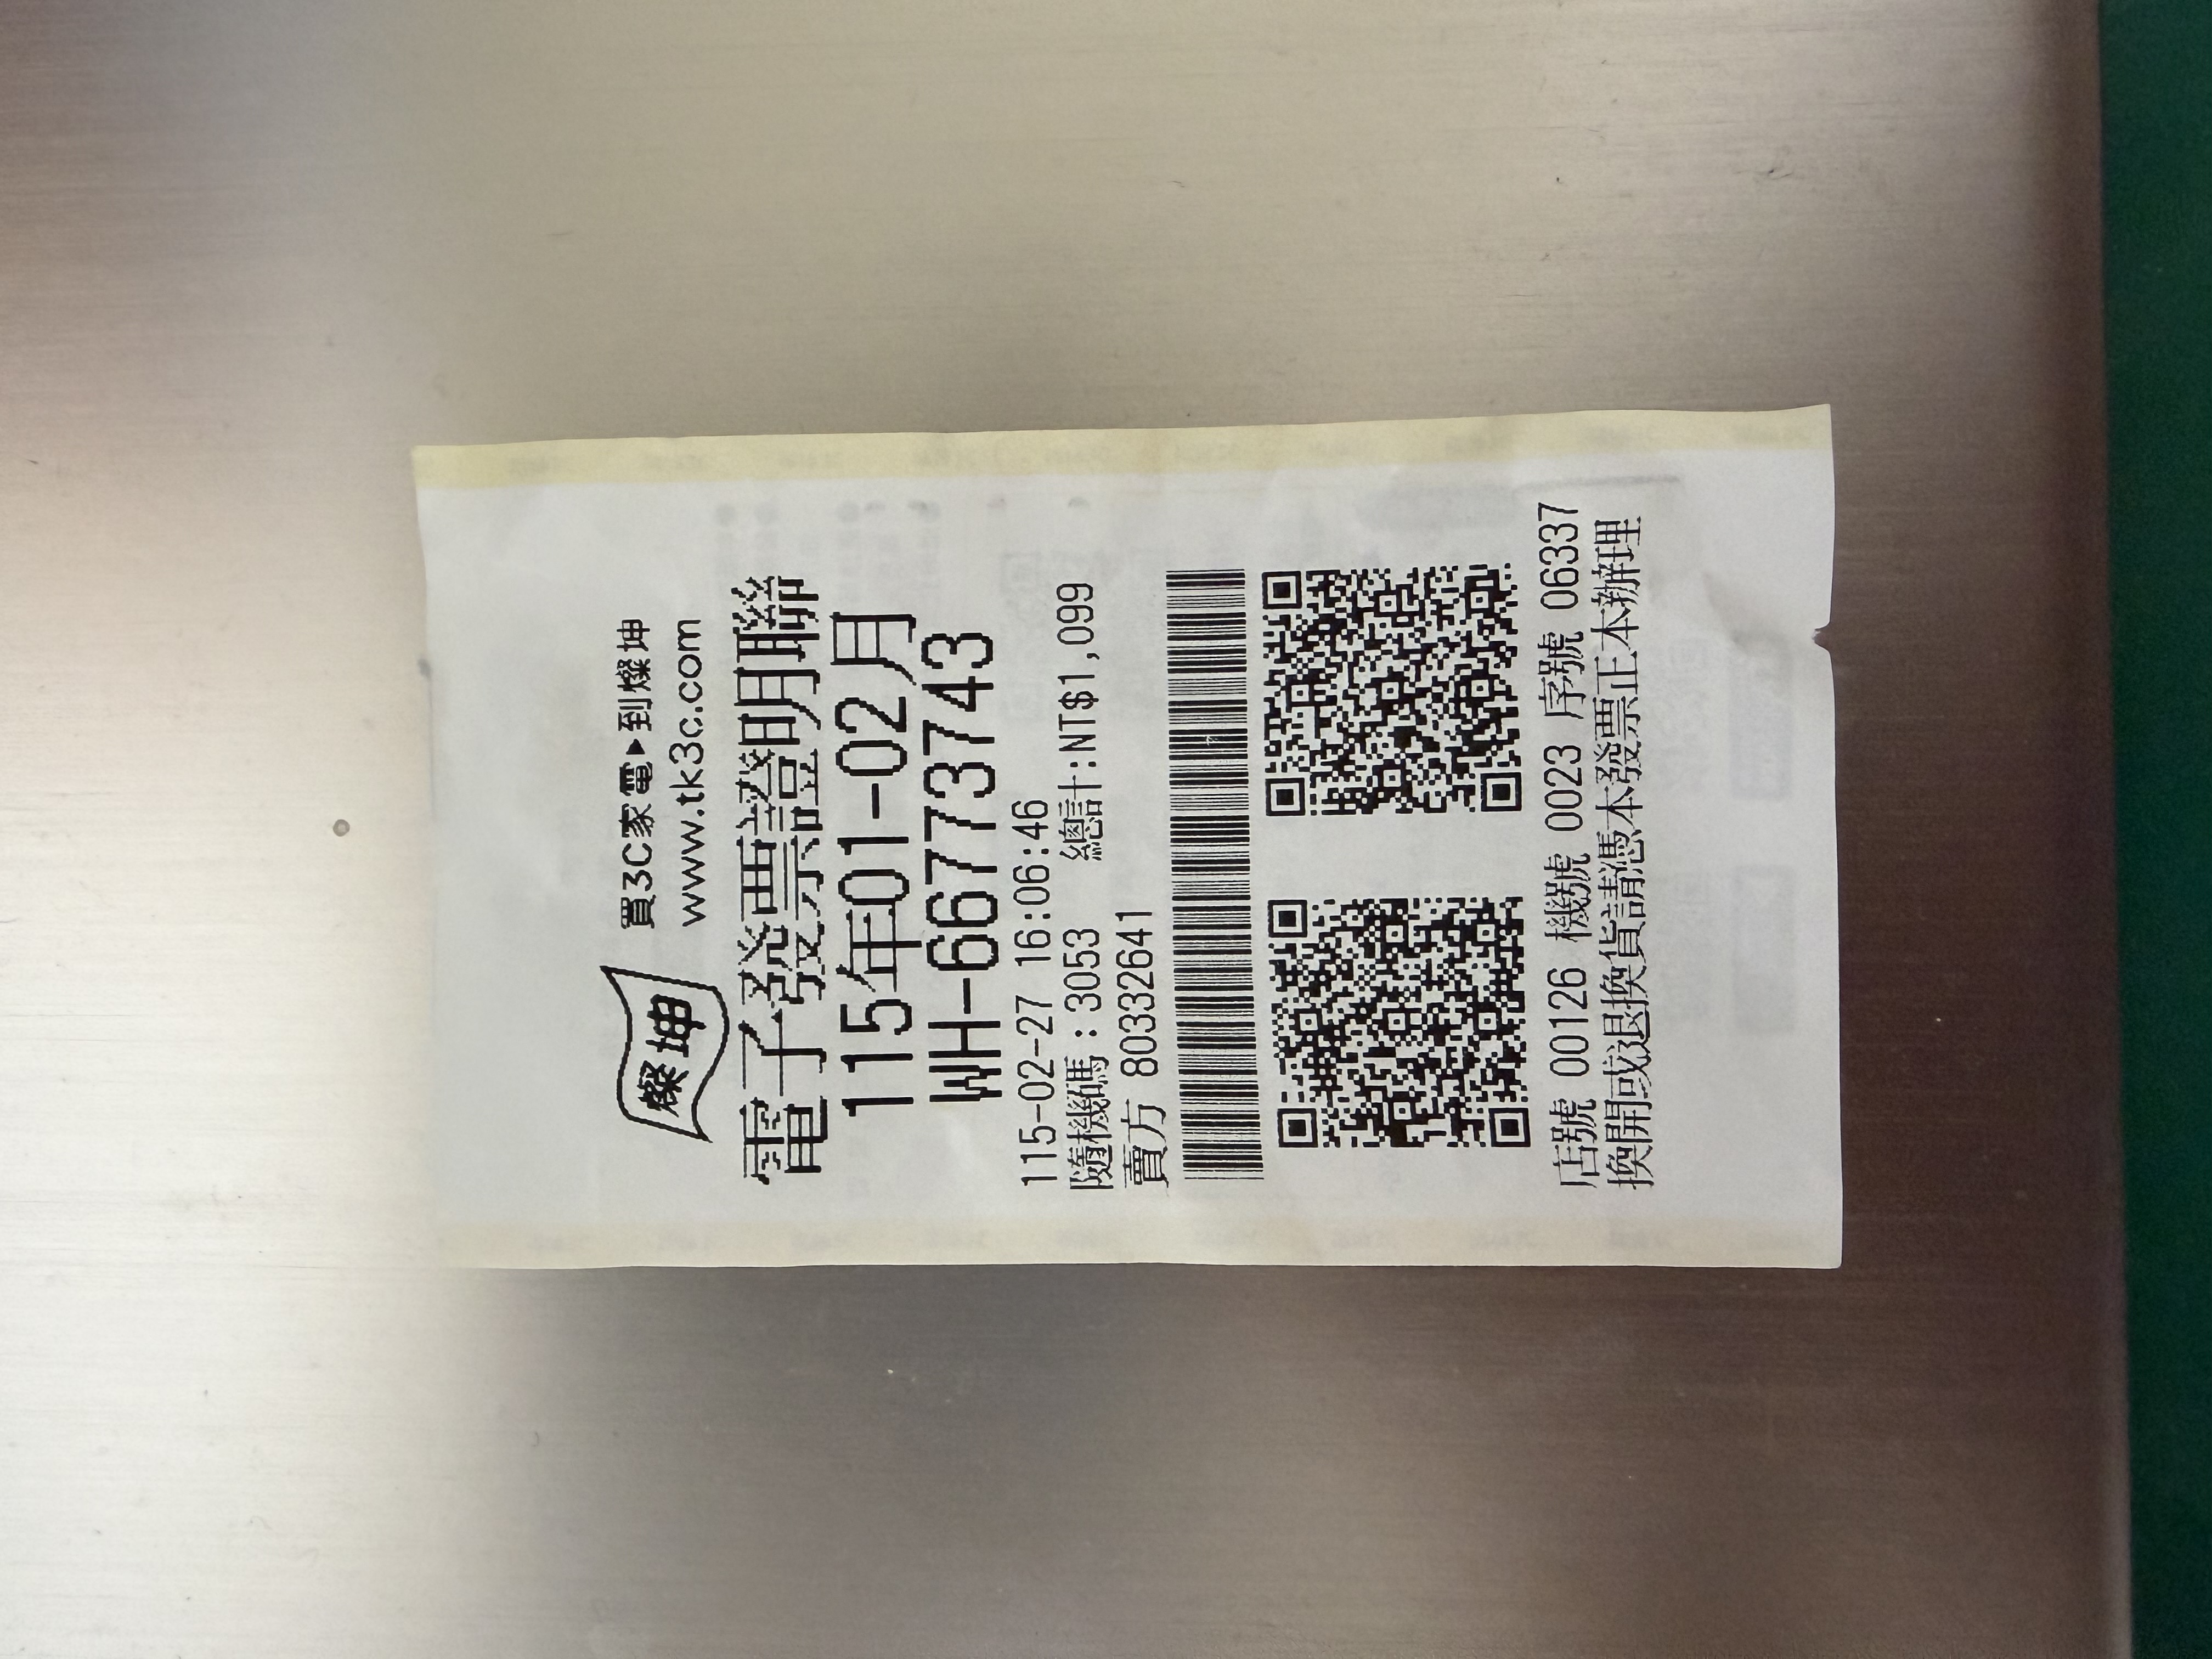 燦坤
買3C家電▶到燦坤
www.tk3c.com
電子發票證明聯
115年01-02月
WH-66773743
115-02-27 16:06:46
隨機碼:3053 總計:NT$1,099
賣方 80332641
店號 00126 機號 0023 序號 06337
換開或退換貨請憑本發票正本辦理